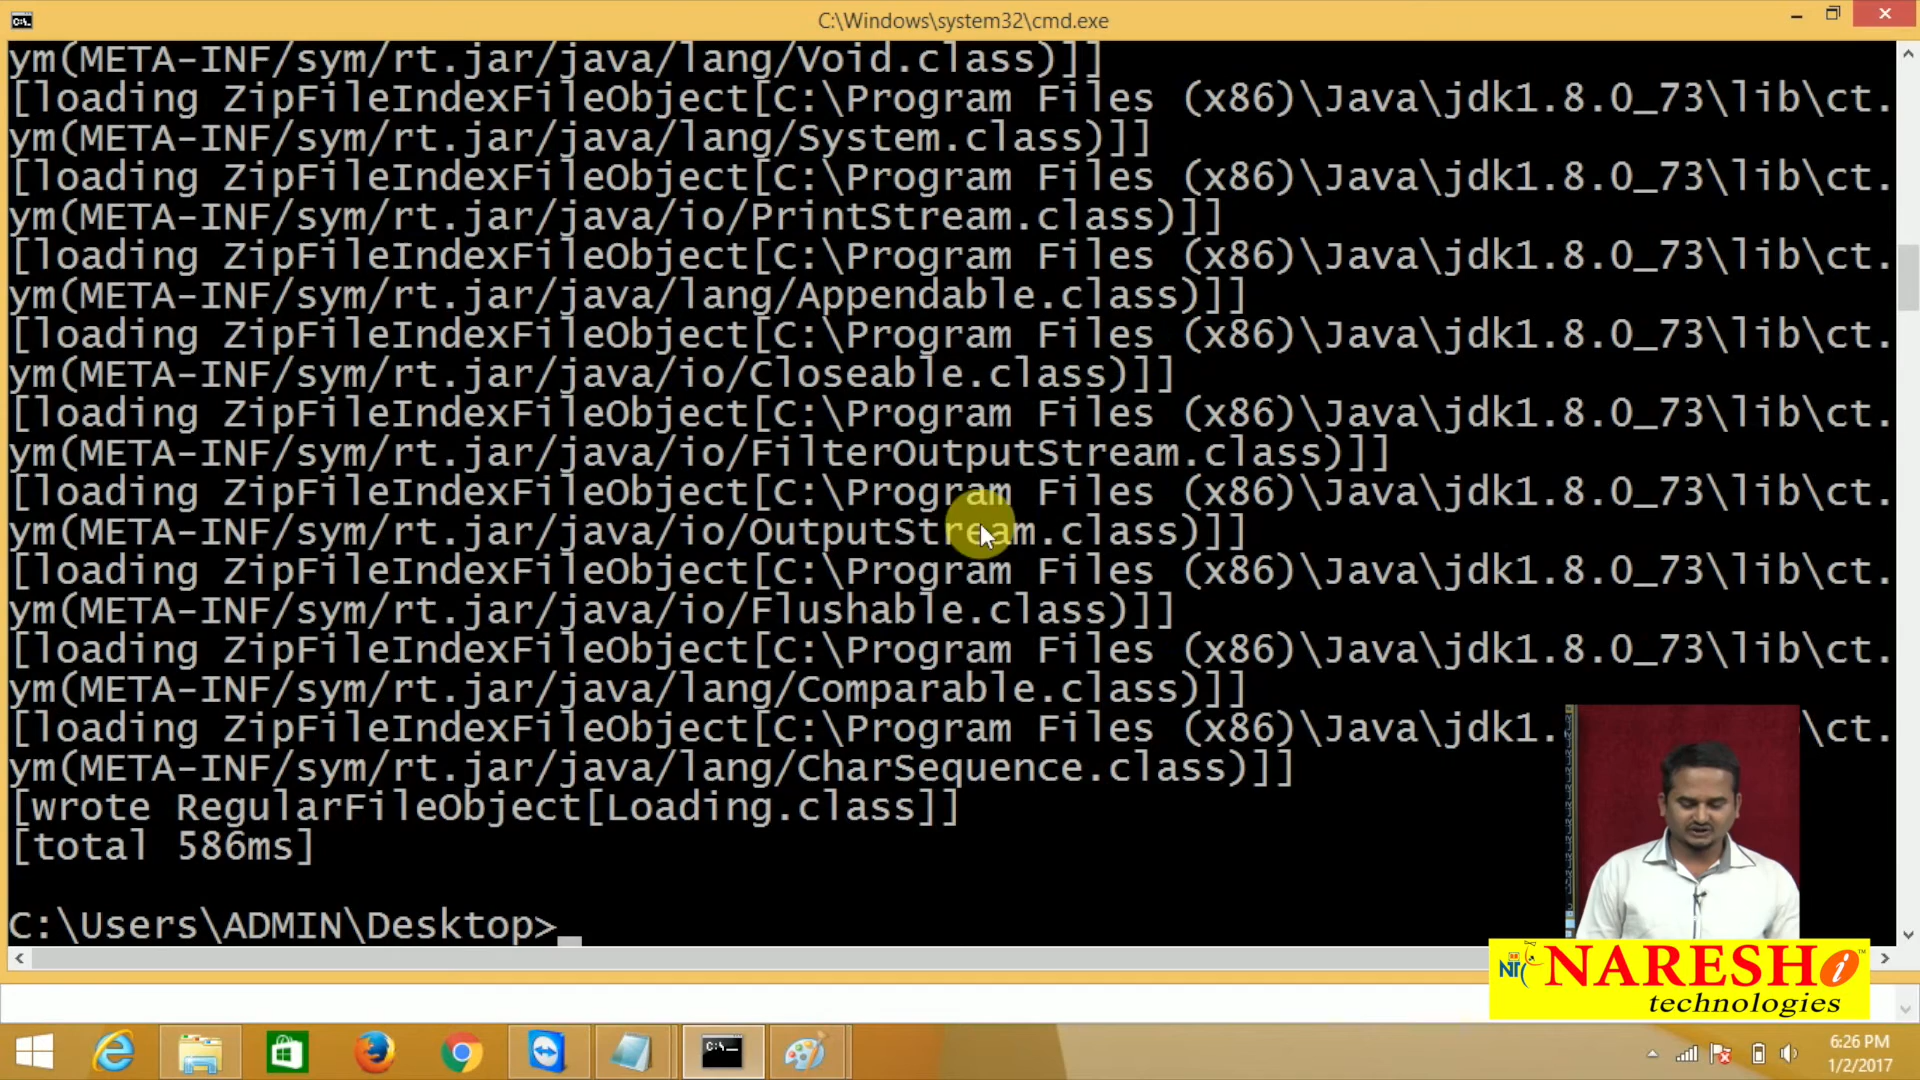 C:\Windows\system32\cmd.exe
ym(META-INF/sym/rt.jar/java/lang/Void.class)]]
[loading ZipFileIndexFileObject[C:\Program Files (x86)\Java\jdk1.8.0_73\lib\ct.
ym(META-INF/sym/rt.jar/java/lang/System.class)]]
[loading ZipFileIndexFileObject[C:\Program Files (x86)\Java\jdk1.8.0_73\lib\ct.
ym(META-INF/sym/rt.jar/java/io/PrintStream.class)]]
[loading ZipFileIndexFileObject[C:\Program Files (x86)\Java\jdk1.8.0_73\lib\ct.
ym(META-INF/sym/rt.jar/java/lang/Appendable.class)]]
[loading ZipFileIndexFileObject[C:\Program Files (x86)\Java\jdk1.8.0_73\lib\ct.
ym(META-INF/sym/rt.jar/java/io/Closeable.class)]]
[loading ZipFileIndexFileObject[C:\Program Files (x86)\Java\jdk1.8.0_73\lib\ct.
ym(META-INF/sym/rt.jar/java/io/FilterOutputStream.class)]]
[loading ZipFileIndexFileObject[C:\Program Files (x86)\Java\jdk1.8.0_73\lib\ct.
ym(META-INF/sym/rt.jar/java/io/OutputStream.class)]]
[loading ZipFileIndexFileObject[C:\Program Files (x86)\Java\jdk1.8.0_73\lib\ct.
ym(META-INF/sym/rt.jar/java/io/Flushable.class)]]
[loading ZipFileIndexFileObject[C:\Program Files (x86)\Java\jdk1.8.0_73\lib\ct.
ym(META-INF/sym/rt.jar/java/lang/Comparable.class)]]
[loading ZipFileIndexFileObject[C:\Program Files (x86)\Java\jdk1. \ct.
ym(META-INF/sym/rt.jar/java/lang/CharSequence.class)]]
[wrote RegularFileObject[Loading.class]]
[total 586ms]
C:\Users\ADMIN\Desktop>_
NARESH i
technologies
6:26 PM
1/2/2017